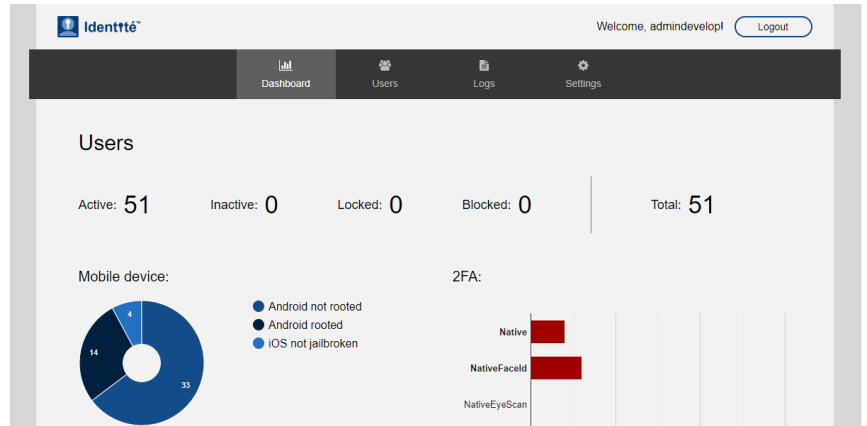 Identité™
Welcome, admindevelop!
Logout
Dashboard
Users
Logs
Settings
Users
Active: 51
Inactive: 0
Locked: 0
Blocked: 0
Total: 51
Mobile device:
4
14
33
Android not rooted
Android rooted
iOS not jailbroken
2FA:
Native
NativeFaceId
NativeEyeScan